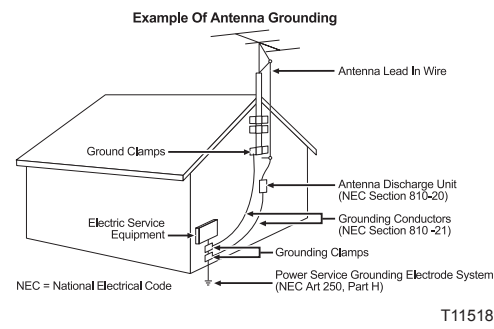 Example Of Antenna Grounding
Antenna Lead In Wire
Ground Clamps
Antenna Discharge Unit
(NEC Section 810-20)
Electric Service
Equipment
Grounding Conductors
(NEC Section 810 -21)
Grounding Clamps
Power Service Grounding Electrode System
(NEC Art 250, Part H)
NEC = National Electrical Code
T11518